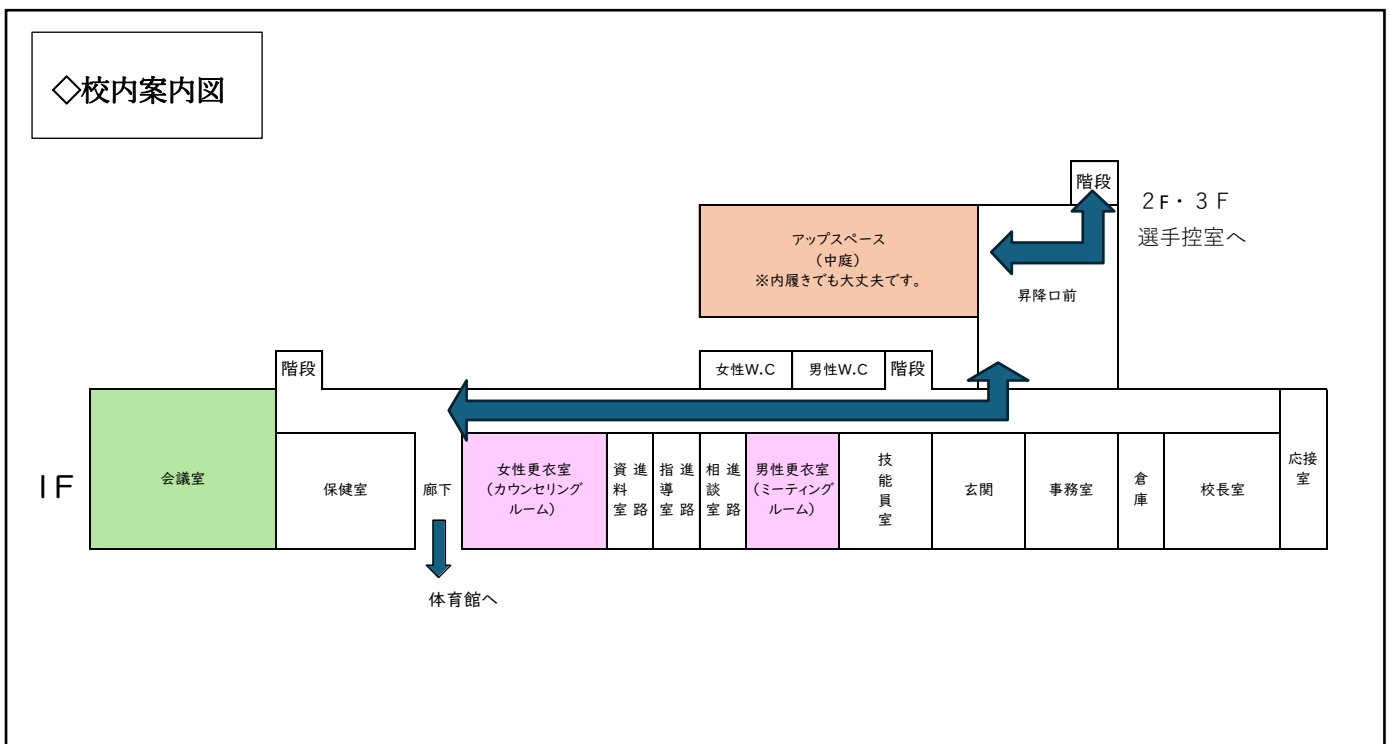 ◇校内案内図
階段
2F・3F
選手控室へ
アップスペース
(中庭)
※内履きでも大丈夫です。
昇降口前
階段
女性W.C
男性W.C
階段
1F
会議室
保健室
廊下
女性更衣室
(カウンセリング
ルーム)
進路
資料室
進路
指導室
進路
相談室
男性更衣室
(ミーティング
ルーム)
技能員室
玄関
事務室
倉庫
校長室
応接
室
体育館へ